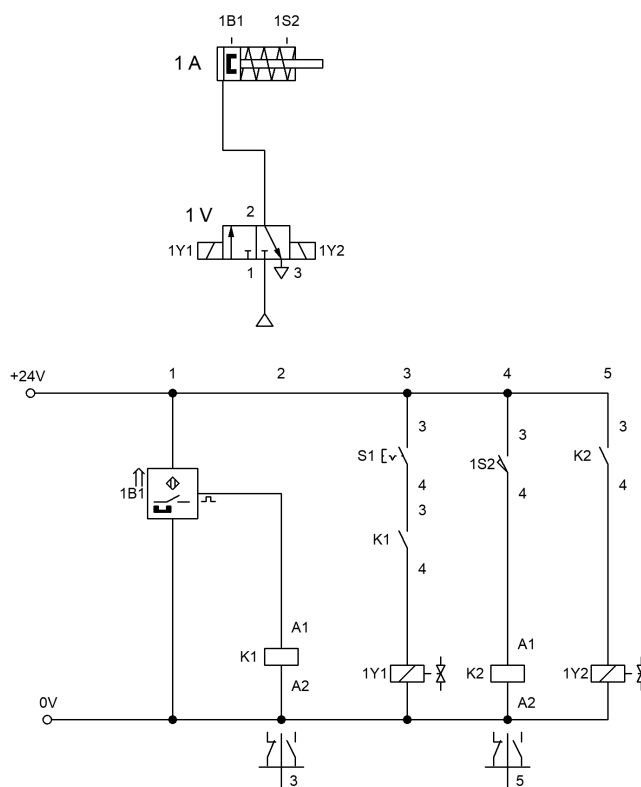 1B1 1S2
1 A
1 V 2
1Y1 1Y2
1 3
+24V 1 2 3 4 5
3 3 3
S1 1S2 K2
1B1 4 4 4
3
K1
4
A1 A1
K1 1Y1 K2 1Y2
A2 A2
0V
3 5